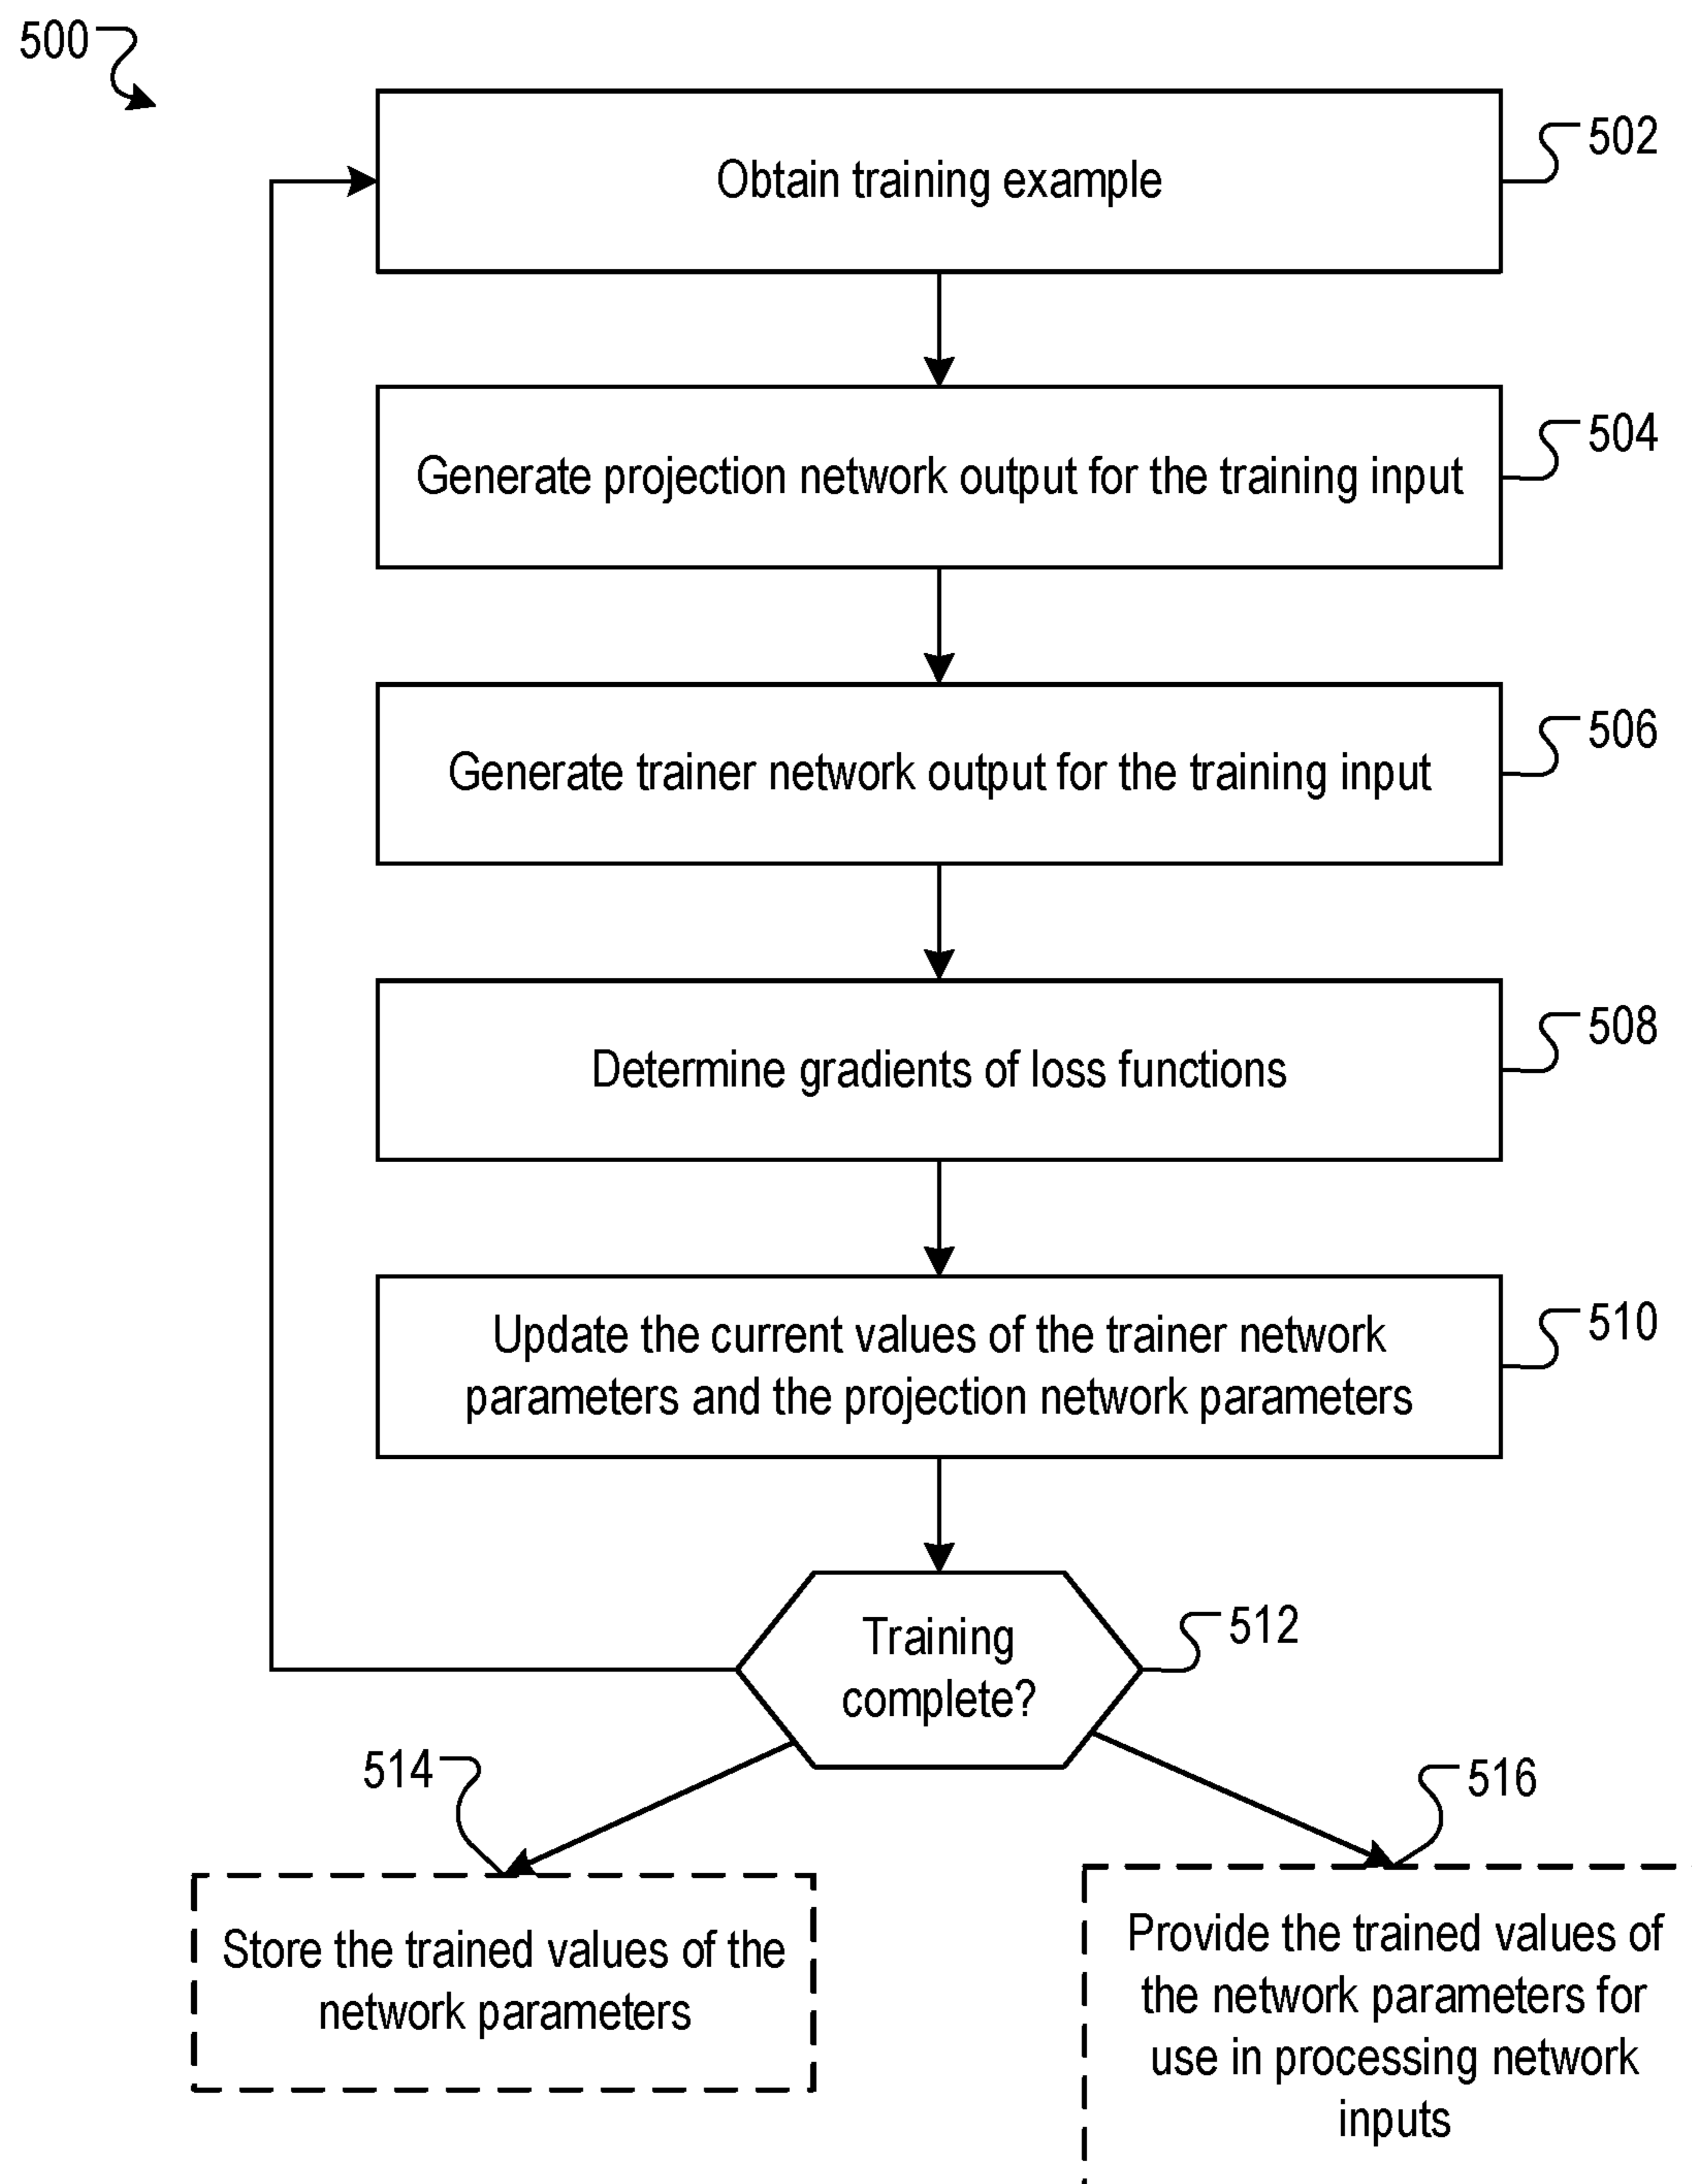 500
Obtain training example
502
Generate projection network output for the training input
504
Generate trainer network output for the training input
506
Determine gradients of loss functions
508
Update the current values of the trainer network
parameters and the projection network parameters
510
Training
complete?
512
514
Store the trained values of the
network parameters
516
Provide the trained values of
the network parameters for
use in processing network
inputs